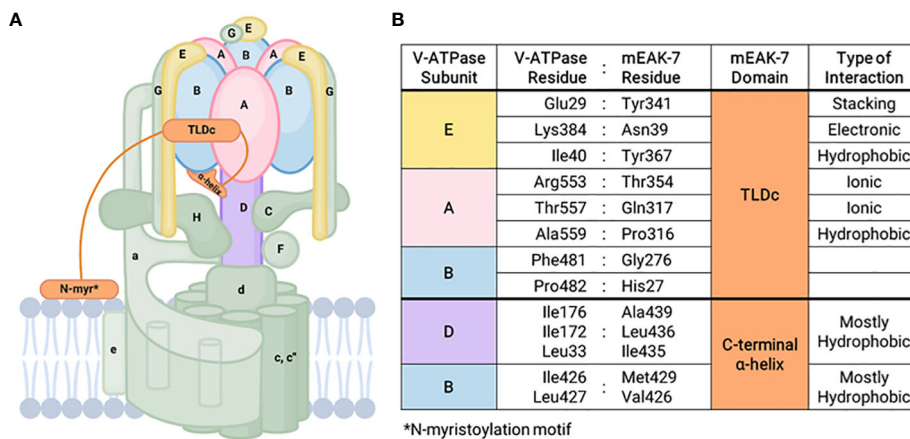 A
B
G
E
E
A
B
A
E
G
B
A
B
G
TLDc
α-helix
H
D
C
F
a
d
N-myr*
e
c, c"
V-ATPase Subunit
V-ATPase Residue : mEAK-7 Residue
mEAK-7 Domain
Type of Interaction
E
Glu29 : Tyr341
Stacking
Lys384 : Asn39
Electronic
Ile40 : Tyr367
Hydrophobic
TLDc
A
Arg553 : Thr354
Ionic
Thr557 : Gln317
Ionic
Ala559 : Pro316
Hydrophobic
B
Phe481 : Gly276
Pro482 : His27
D
Ile176 Ala439
Ile172 : Leu436
Leu33 Ile435
C-terminal
α-helix
Mostly
Hydrophobic
B
Ile426 : Met429
Leu427 Val426
Mostly
Hydrophobic
*N-myristoylation motif